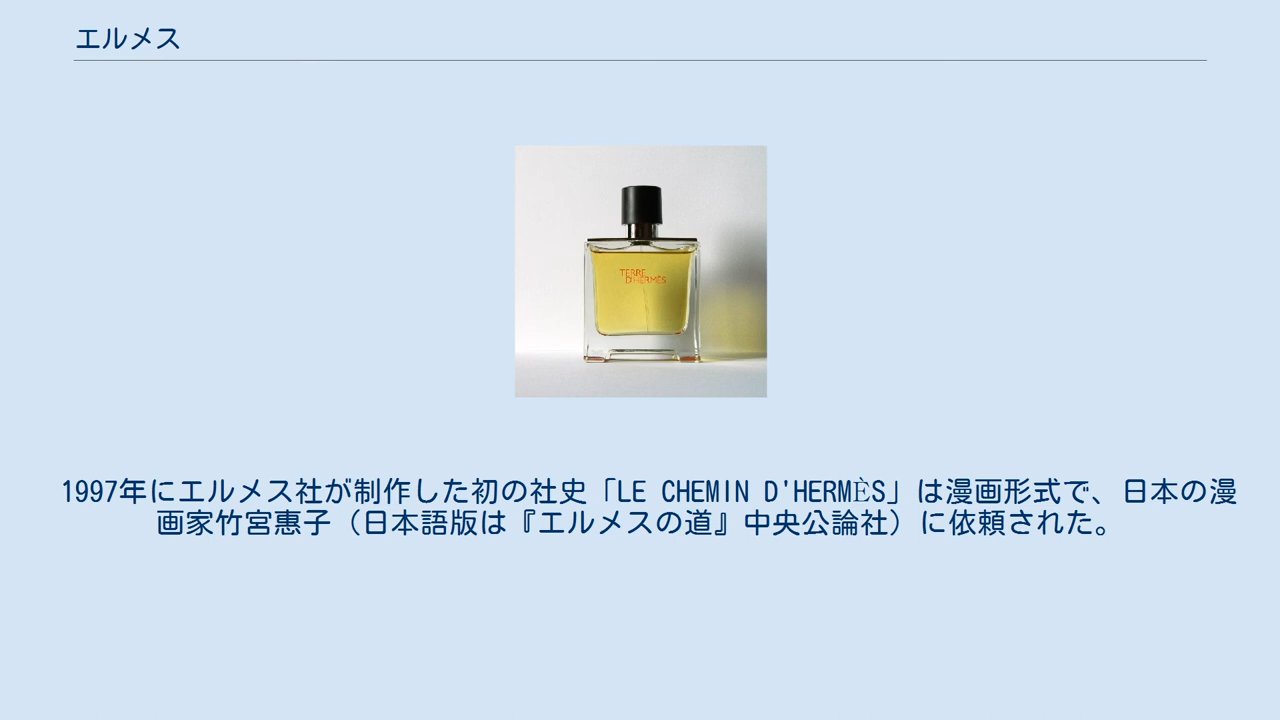 エルメス
TERRE
D'HERMÈS
1997年にエルメス社が制作した初の社史「LE CHEMIN D'HERMÈS」は漫画形式で、日本の漫
画家竹宮惠子（日本語版は『エルメスの道』中央公論社）に依頼された。